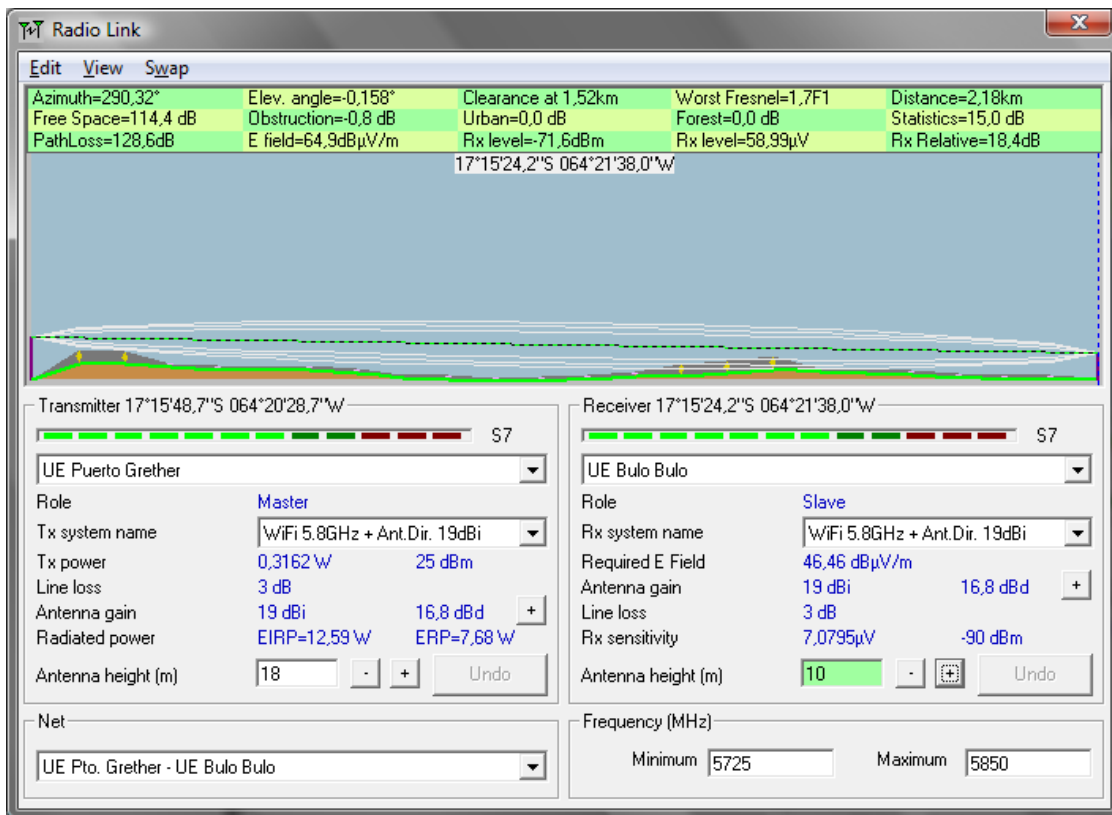 Radio Link
Edit View Swap
Azimuth=290,32° Elev. angle=-0,158° Clearance at 1,52km Worst Fresnel=1,7F1 Distance=2,18km
Free Space=114,4 dB Obstruction=-0,8 dB Urban=0,0 dB Forest=0,0 dB Statistics=15,0 dB
PathLoss=128,6dB E field=64,9dBµV/m Rx level=-71,6dBm Rx level=58,99µV Rx Relative=18,4dB
17°15'24,2''S 064°21'38,0''W
Transmitter 17°15'48,7''S 064°20'28,7''W
S7
UE Puerto Grether
Role Master
Tx system name WiFi 5.8GHz + Ant.Dir. 19dBi
Tx power 0,3162 W 25 dBm
Line loss 3 dB
Antenna gain 19 dBi 16,8 dBd +
Radiated power EIRP=12,59 W ERP=7,68 W
Antenna height (m) 18 - + Undo
Net
UE Pto. Grether - UE Bulo Bulo
Receiver 17°15'24,2''S 064°21'38,0''W
S7
UE Bulo Bulo
Role Slave
Rx system name WiFi 5.8GHz + Ant.Dir. 19dBi
Required E Field 46,46 dBµV/m
Antenna gain 19 dBi 16,8 dBd +
Line loss 3 dB
Rx sensitivity 7,0795µV -90 dBm
Antenna height (m) 10 - + Undo
Frequency (MHz)
Minimum 5725 Maximum 5850